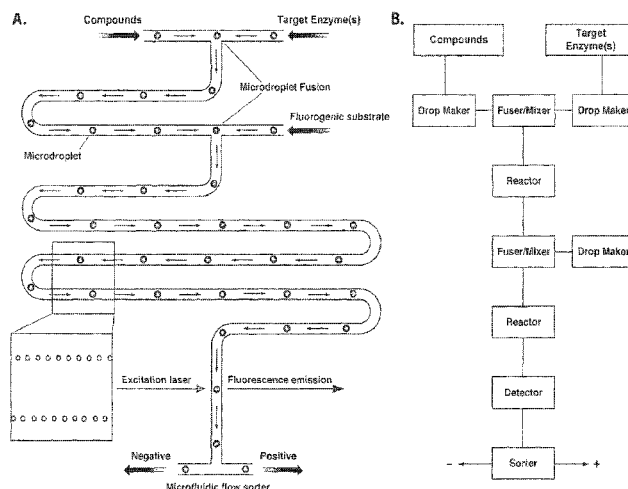 A.
Compounds
Target Enzyme(s)
Microdroplet Fusion
Fluorogenic substrate
Microdroplet
Excitation laser
Fluorescence emission
Negative
Positive
Microfluidic flow sorter
B.
Compounds
Target
Enzyme(s)
Drop Maker
Fuser/Mixer
Drop Maker
Reactor
Fuser/Mixer
Drop Maker
Reactor
Detector
-
Sorter
+